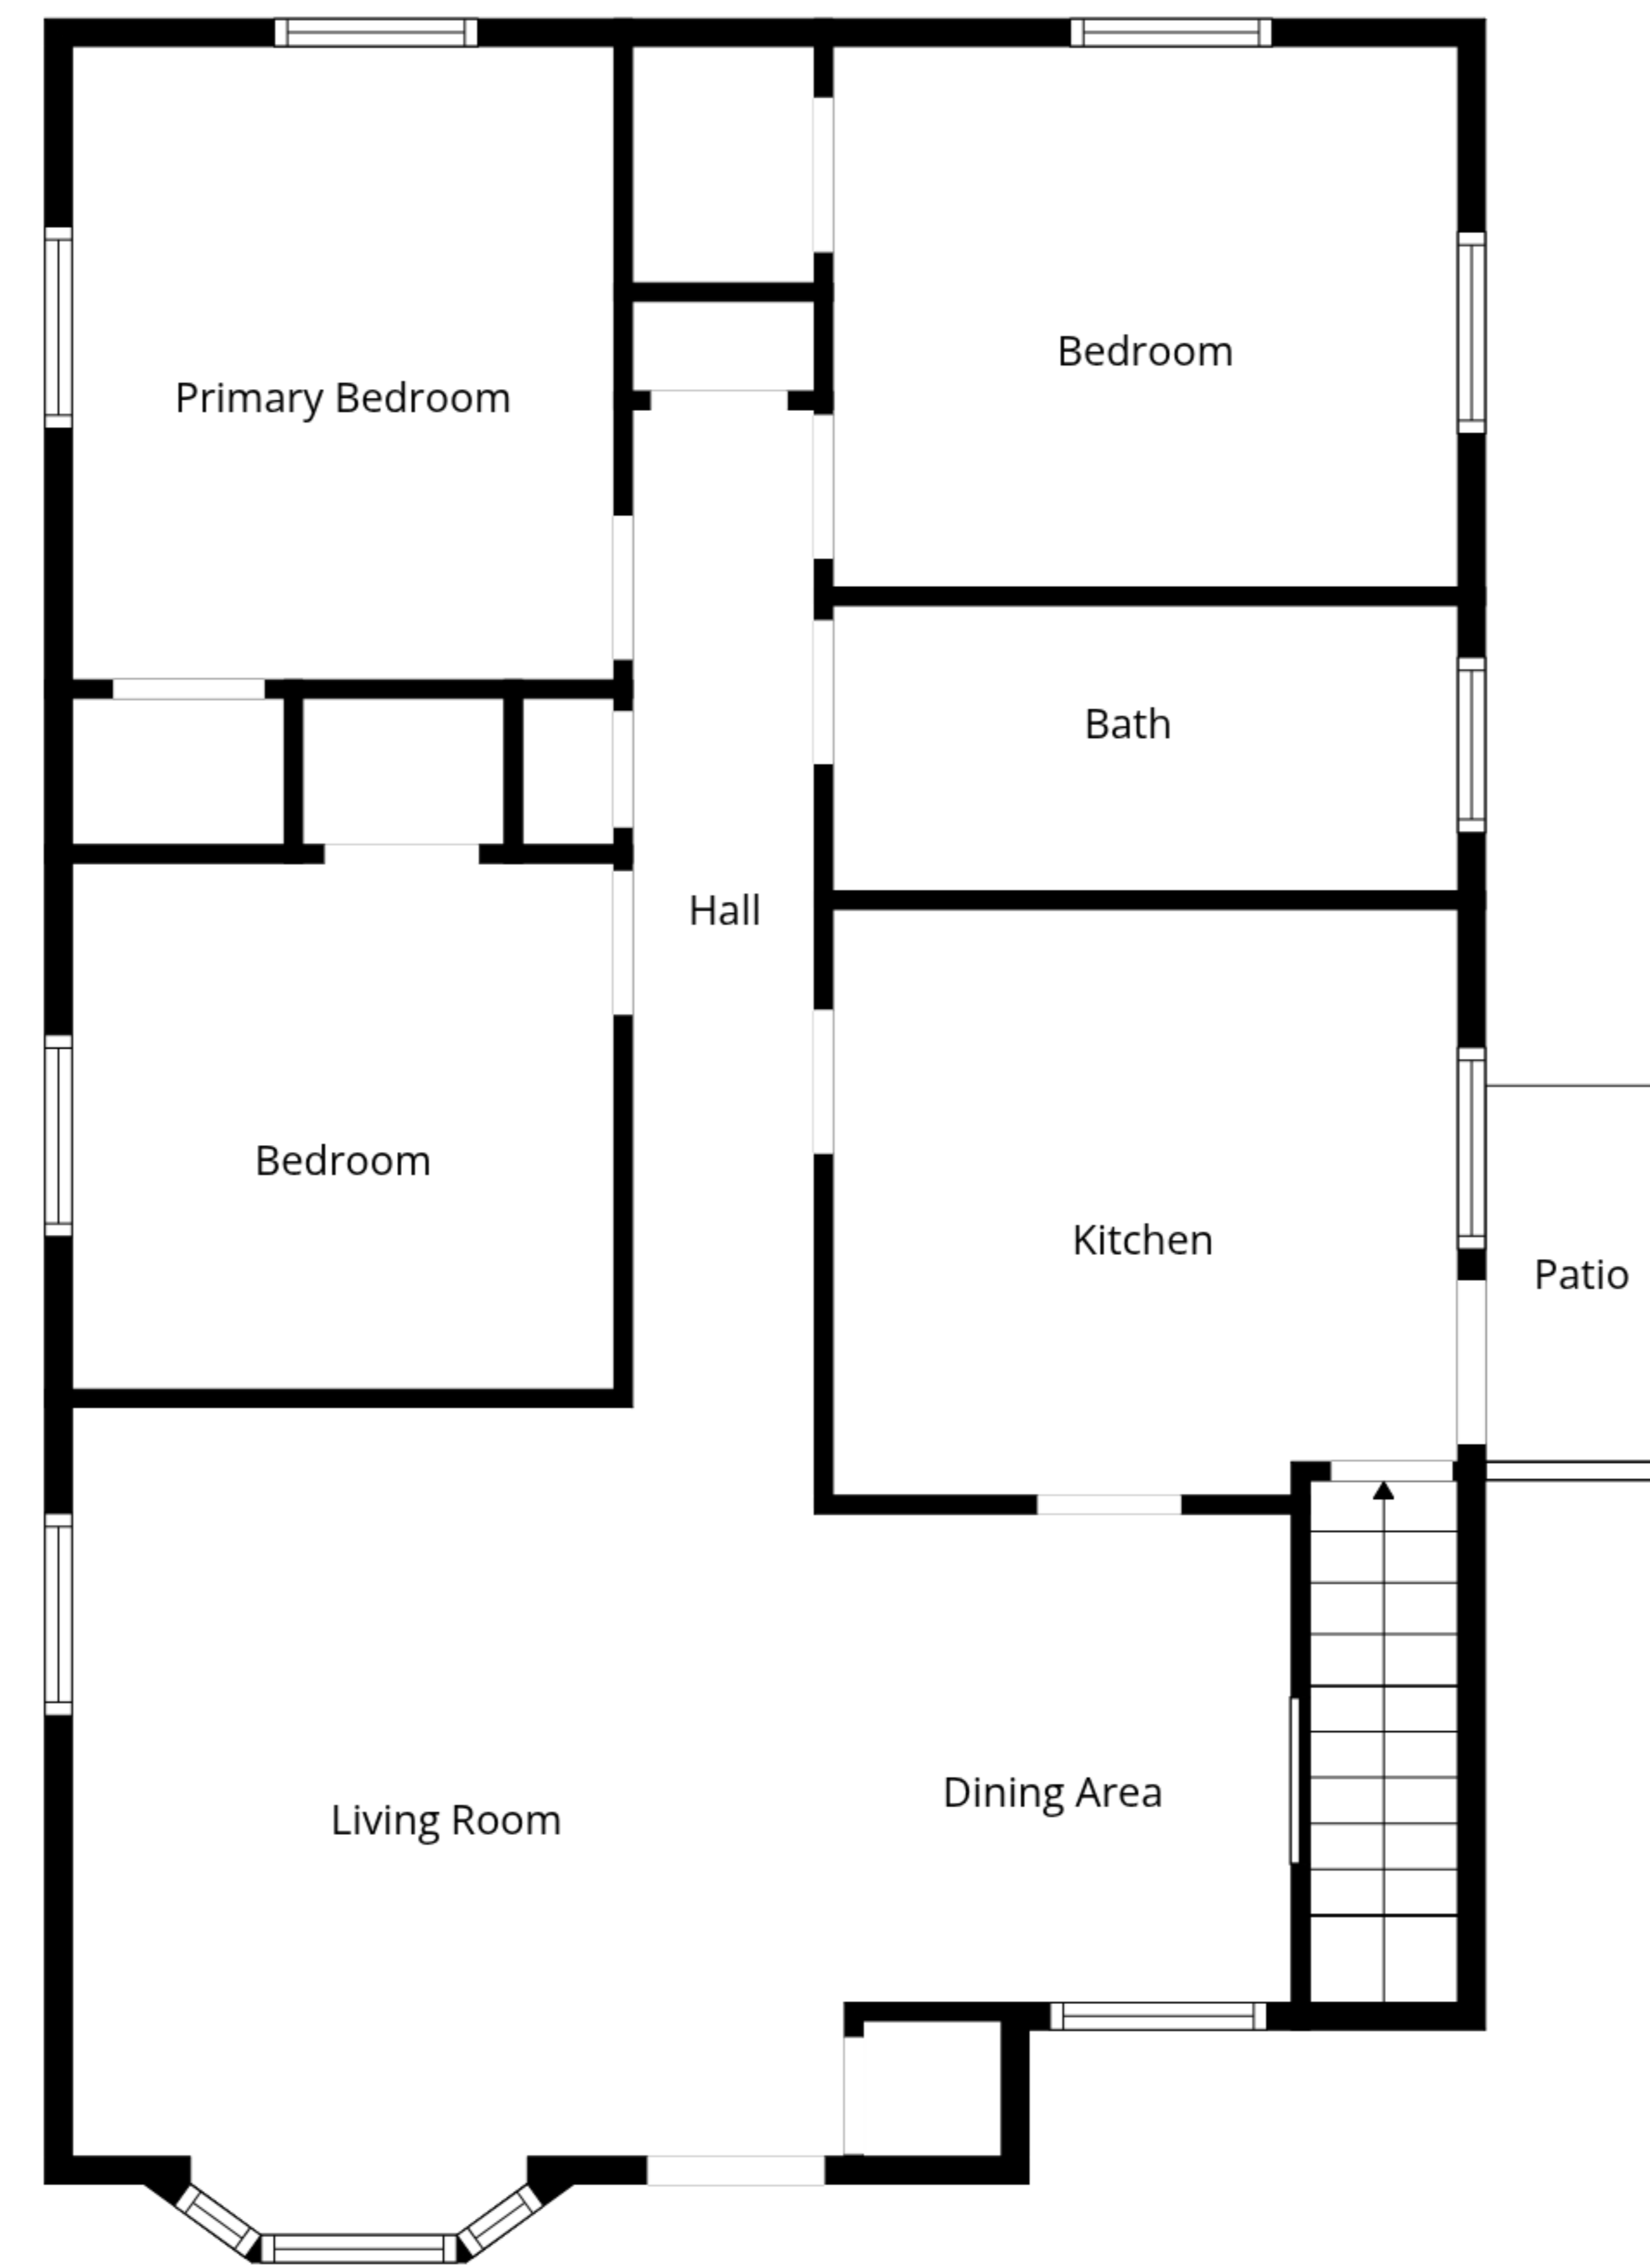 Bedroom
Primary Bedroom
Bath
Hall
Bedroom
Kitchen
Patio
Dining Area
Living Room